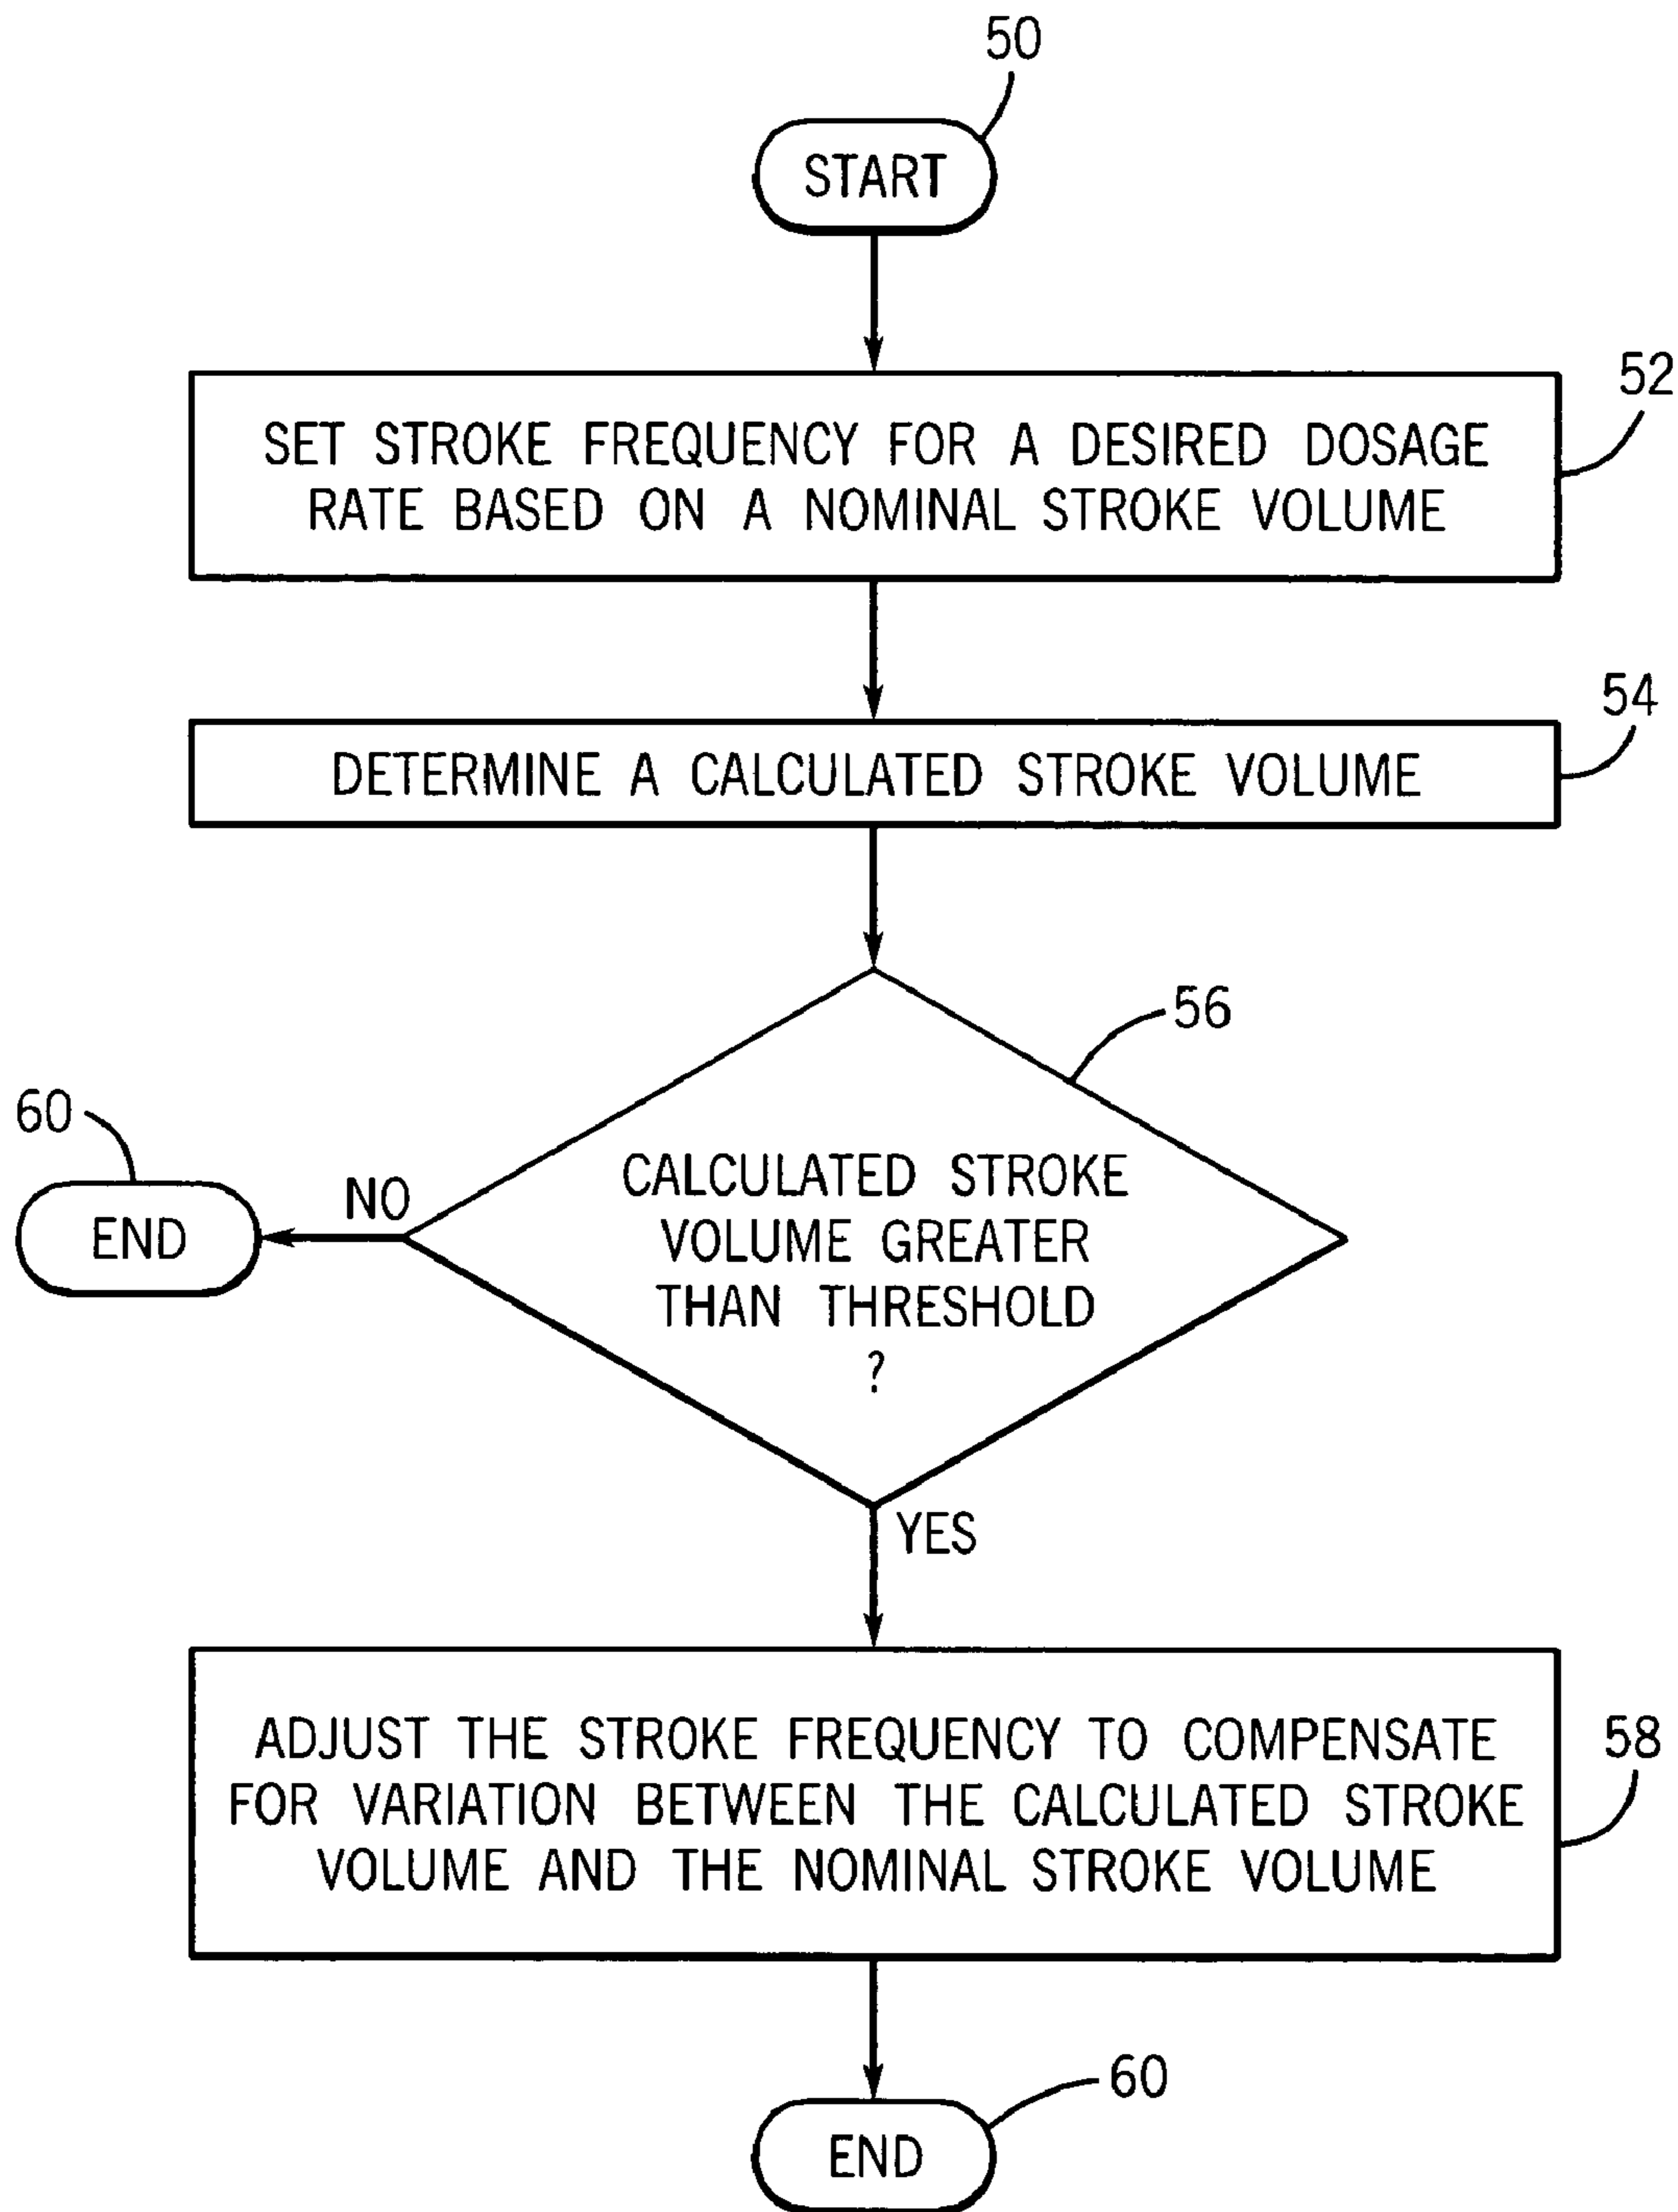 50
START
52
SET STROKE FREQUENCY FOR A DESIRED DOSAGE
RATE BASED ON A NOMINAL STROKE VOLUME
54
DETERMINE A CALCULATED STROKE VOLUME
56
60
NO
END
CALCULATED STROKE
VOLUME GREATER
THAN THRESHOLD
?
YES
58
ADJUST THE STROKE FREQUENCY TO COMPENSATE
FOR VARIATION BETWEEN THE CALCULATED STROKE
VOLUME AND THE NOMINAL STROKE VOLUME
60
END